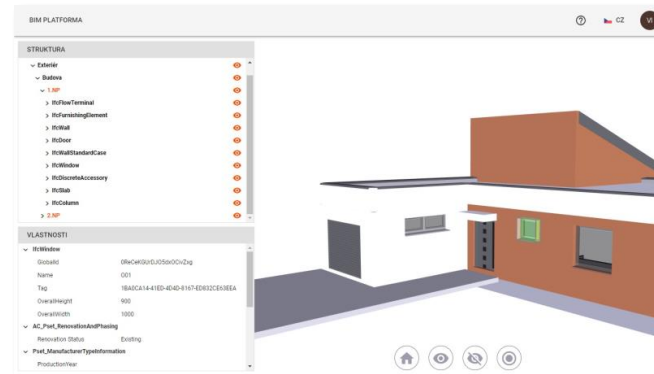 BIM PLATFORMA
CZ
VI
STRUKTURA
Exteriér
Budova
1.NP
IfcFlowTerminal
IfcFurnishingElement
IfcWall
IfcDoor
IfcWallStandardCase
IfcWindow
IfcDiscreteAccessory
IfcSlab
IfcColumn
2.NP
VLASTNOSTI
IfcWindow
GlobalId
Name O01
Tag 1BA0CA14-41ED-4D4D-8167-ED832CE63EEA
OverallHeight 900
OverallWidth 1000
AC_Pset_RenovationAndPhasing
Renovation Status Existing
Pset_ManufacturerTypeInformation
ProductionYear